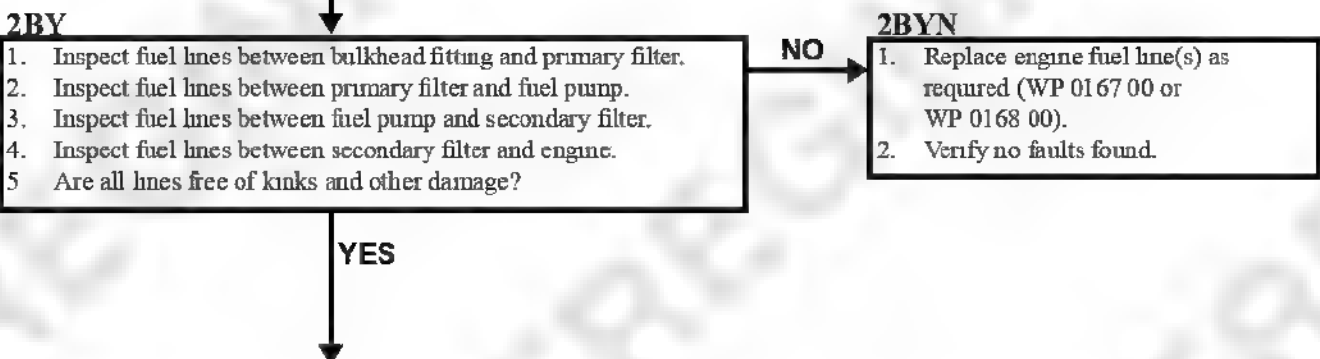 2BY
1. Inspect fuel lines between bulkhead fitting and primary filter.
2. Inspect fuel lines between primary filter and fuel pump.
3. Inspect fuel lines between fuel pump and secondary filter.
4. Inspect fuel lines between secondary filter and engine.
5 Are all lines free of kinks and other damage?
NO
2BYN
1. Replace engine fuel line(s) as
required (WP 0167 00 or
WP 0168 00).
2. Verify no faults found.
YES